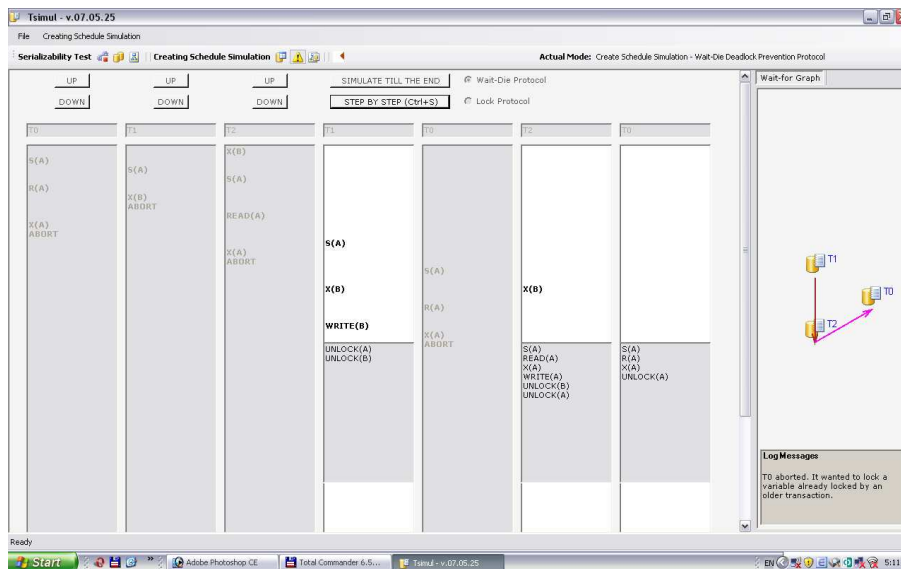 Tsimul - v.07.05.25
File Creating Schedule Simulation
Serializability Test Creating Schedule Simulation Actual Mode: Create Schedule Simulation - Wait-Die Deadlock Prevention Protocol
UP UP UP SIMULATE TILL THE END Wait-Die Protocol
DOWN DOWN DOWN STEP BY STEP (Ctrl+S) Lock Protocol
Wait-for Graph
T0 T1 T2 T1 T0 T2 T0
S(A)
R(A)
X(A)
ABORT
S(A)
X(B)
ABORT
X(B)
S(A)
READ(A)
X(A)
ABORT
S(A)
X(B)
WRITE(B)
UNLOCK(A)
UNLOCK(B)
S(A)
R(A)
X(A)
ABORT
X(B)
S(A)
READ(A)
X(A)
WRITE(A)
UNLOCK(B)
UNLOCK(A)
S(A)
R(A)
X(A)
UNLOCK(A)
T1
T0
T2
Log Messages
T0 aborted. It wanted to lock a
variable already locked by an
older transaction.
Ready
Start Adobe Photoshop CE Total Commander 6.5... Tsimul - v.07.05.25 EN 5:11